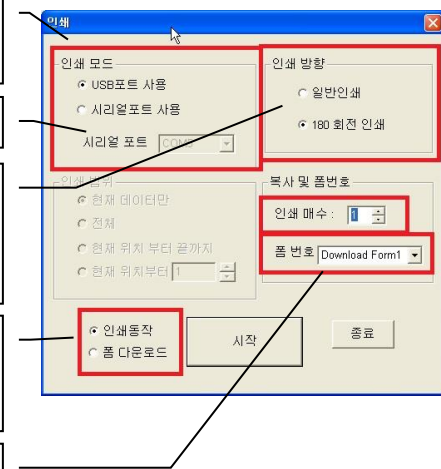 인쇄
인쇄 모드
USB포트 사용
시리얼포트 사용
시리얼 포트 COM3
인쇄 방향
일반인쇄
180 회전 인쇄
인쇄 범위
현재 데이터만
전체
현재 위치 부터 끝까지
현재 위치부터 1
복사 및 폼번호
인쇄 매수 : 1
폼 번호 Download Form1
인쇄동작
폼 다운로드
시작
종료